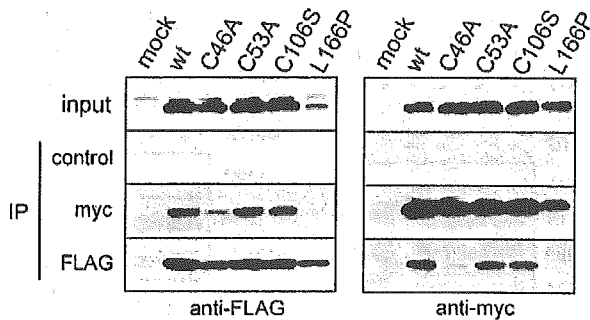 mock wt C46A C53A C106S L166P
mock wt C46A C53A C106S L166P
input
control
IP
myc
FLAG
anti-FLAG anti-myc